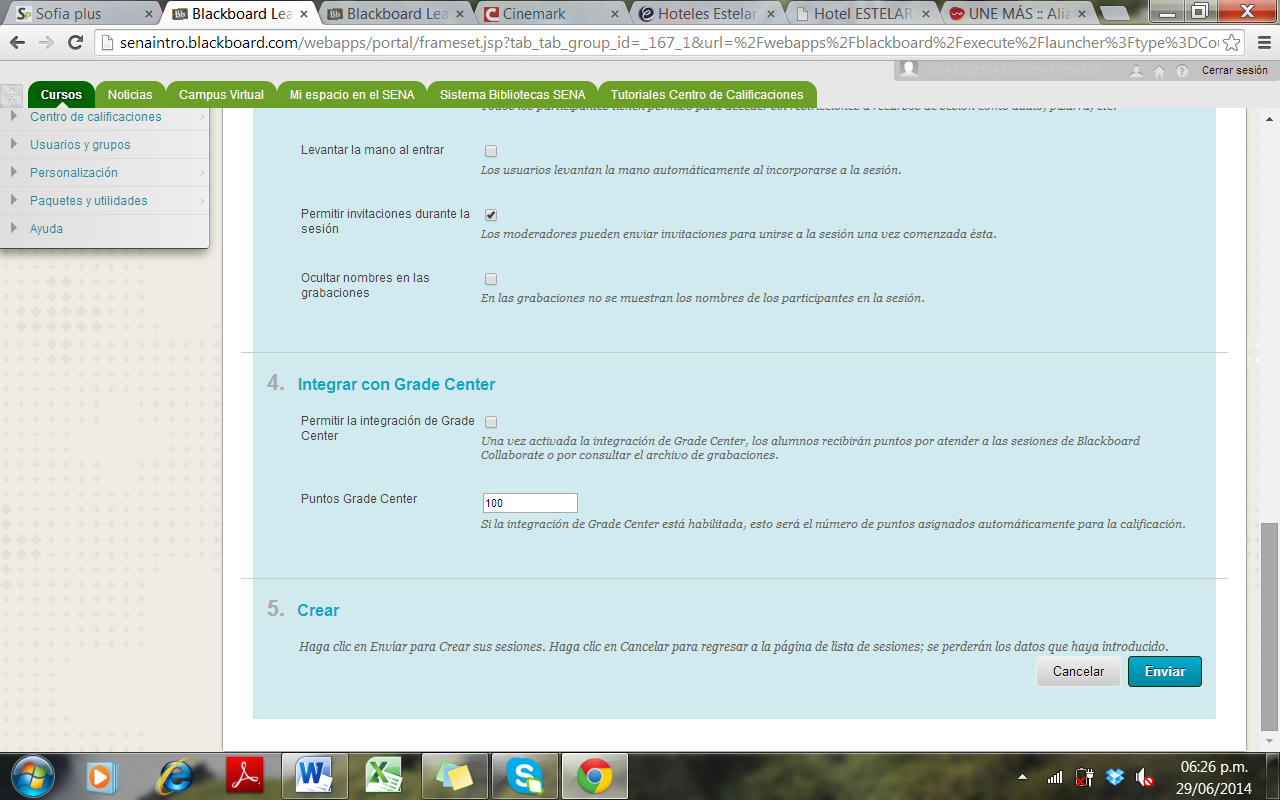 Sofia plus
Blackboard Lea
Blackboard Lea
Cinemark
Hoteles Estelar
Hotel ESTELAR
UNE MÁS :: Alia
senaintro.blackboard.com/webapps/portal/frameset.jsp?tab_tab_group_id=_167_1&url=%2Fwebapps%2Fblackboard%2Fexecute%2Flauncher%3Ftype%3DCou
ANA MILENA MORENO PINILLA
Cerrar sesión
Cursos
Noticias
Campus Virtual
Mi espacio en el SENA
Sistema Bibliotecas SENA
Tutoriales Centro de Calificaciones
Centro de calificaciones
Usuarios y grupos
Personalización
Paquetes y utilidades
Ayuda
Levantar la mano al entrar
Los usuarios levantan la mano automáticamente al incorporarse a la sesión.
Permitir invitaciones durante la
sesión
Los moderadores pueden enviar invitaciones para unirse a la sesión una vez comenzada ésta.
Ocultar nombres en las
grabaciones
En las grabaciones no se muestran los nombres de los participantes en la sesión.
4. Integrar con Grade Center
Permitir la integración de Grade
Center
Una vez activada la integración de Grade Center, los alumnos recibirán puntos por atender a las sesiones de Blackboard
Collaborate o por consultar el archivo de grabaciones.
Puntos Grade Center
100
Si la integración de Grade Center está habilitada, esto será el número de puntos asignados automáticamente para la calificación.
5. Crear
Haga clic en Enviar para Crear sus sesiones. Haga clic en Cancelar para regresar a la página de lista de sesiones; se perderán los datos que haya introducido.
Cancelar
Enviar
06:26 p.m.
29/06/2014